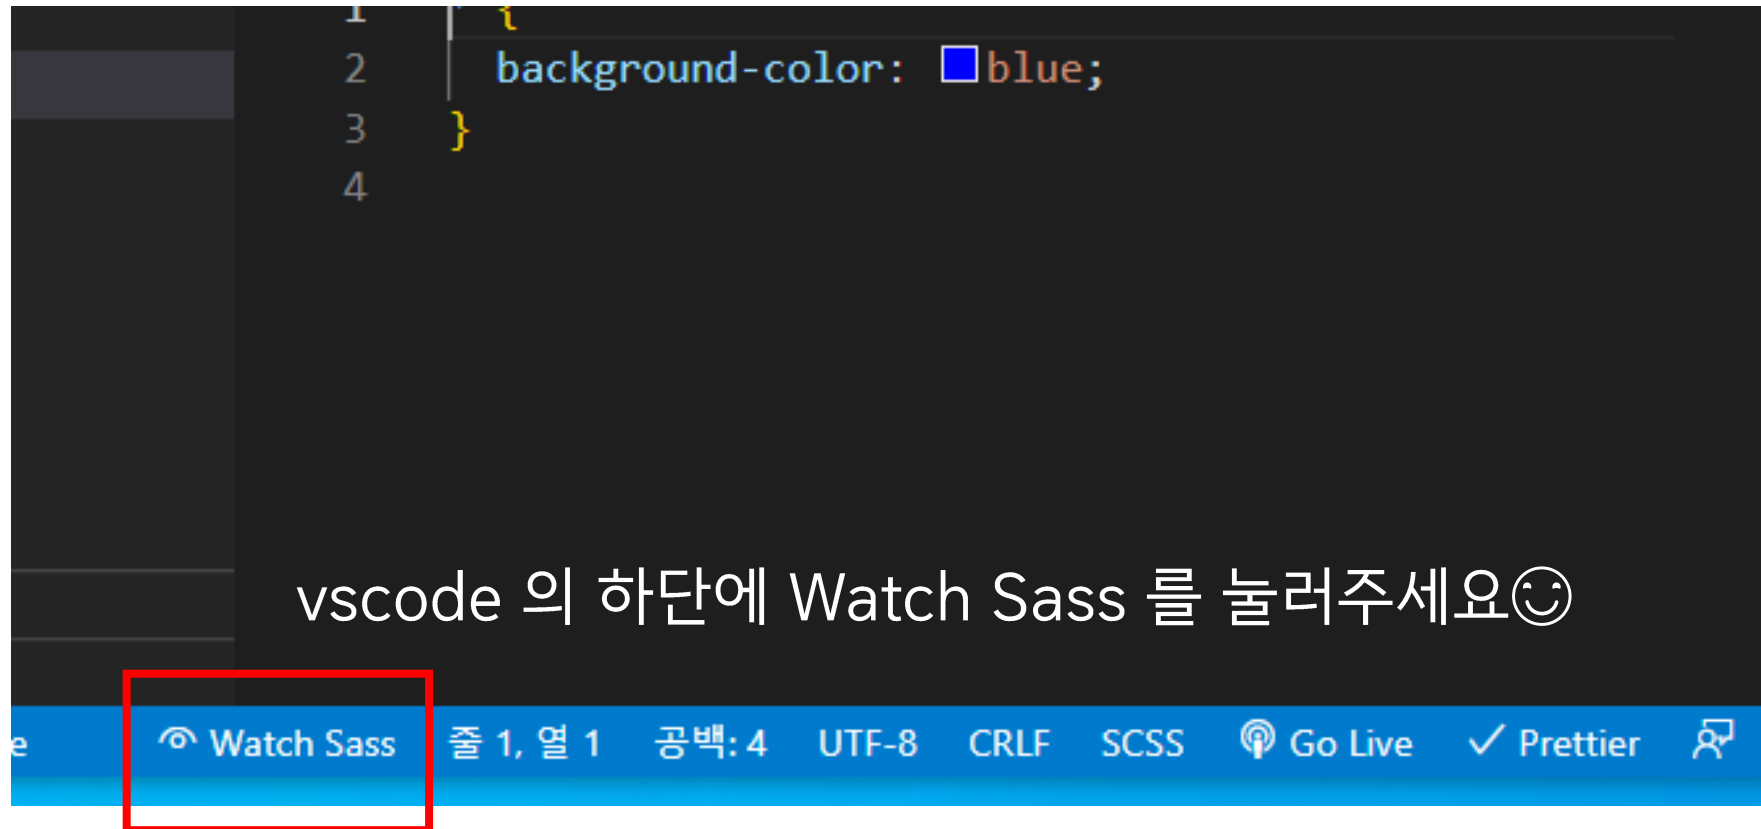 1 {
2 background-color: blue;
3 }
4
vscode 의 하단에 Watch Sass 를 눌러주세요☺
e Watch Sass 줄 1, 열 1 공백: 4 UTF-8 CRLF SCSS Go Live ✓ Prettier